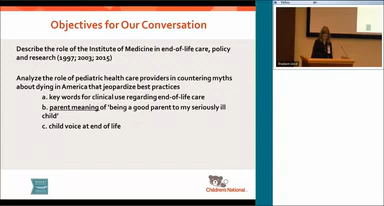 Objectives for Our Conversation
Describe the role of the Institute of Medicine in end-of-life care, policy
and research (1997; 2003; 2015)
Analyze the role of pediatric health care providers in countering myths
about dying in America that jeopardize best practices
a. key words for clinical use regarding end-of-life care
b. parent meaning of 'being a good parent to my seriously ill
child'
c. child voice at end of life
Children's National